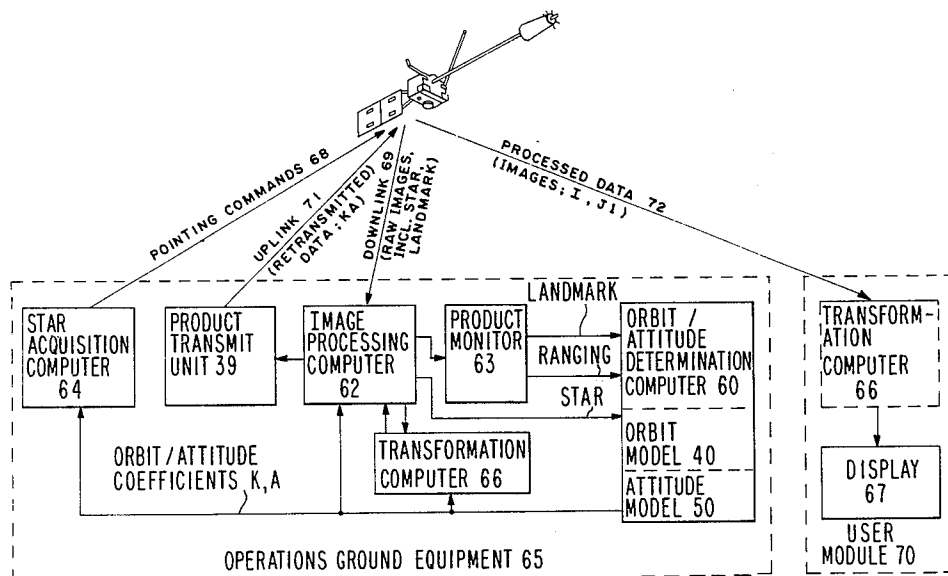 POINTING COMMANDS 68
UPLINK 71
(RETRANSMITTED)
DATA; KA)
DOWNLINK 69
(RAW IMAGES,
INCL. STAR,
LANDMARK)
PROCESSED DATA 72
(IMAGES; I, J1)
STAR
ACQUISITION
COMPUTER
64
PRODUCT
TRANSMIT
UNIT 39
IMAGE
PROCESSING
COMPUTER
62
PRODUCT
MONITOR
63
LANDMARK
RANGING
STAR
ORBIT /
ATTITUDE
DETERMINATION
COMPUTER 60
ORBIT
MODEL 40
ATTITUDE
MODEL 50
TRANSFORM-
ATION
COMPUTER
66
DISPLAY
67
USER
MODULE 70
ORBIT/ATTITUDE
COEFFICIENTS K,A
TRANSFORMATION
COMPUTER 66
OPERATIONS GROUND EQUIPMENT 65